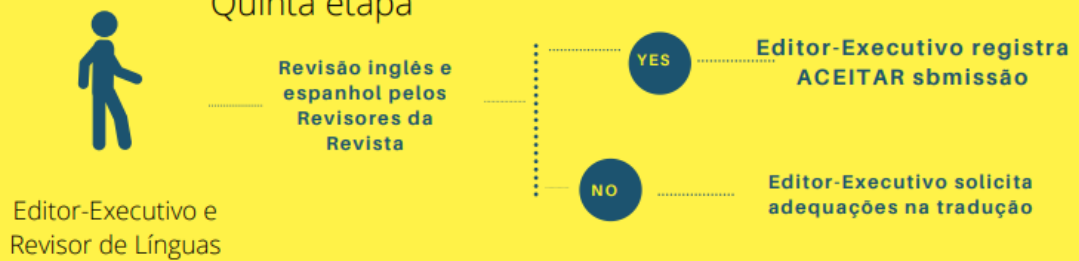 Quinta etapa
Revisão inglês e
espanhol pelos
Revisores da
Revista
YES
Editor-Executivo registra
ACEITAR sbmissão
NO
Editor-Executivo solicita
adequações na tradução
Editor-Executivo e
Revisor de Línguas